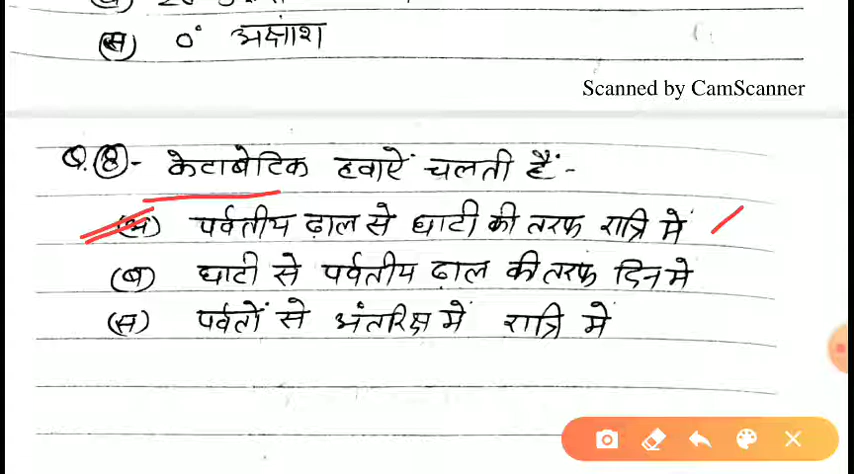 (स) 0° अक्षांश
Scanned by CamScanner
Q.(8)- केटाबेटिक हवाऐं चलती हैं-
(अ) पर्वतीय ढ़ाल से घाटी की तरफ रात्रि में
(ब) घाटी से पर्वतीय ढाल की तरफ दिन में
(स) पर्वतों से अंतरिक्ष में रात्रि में